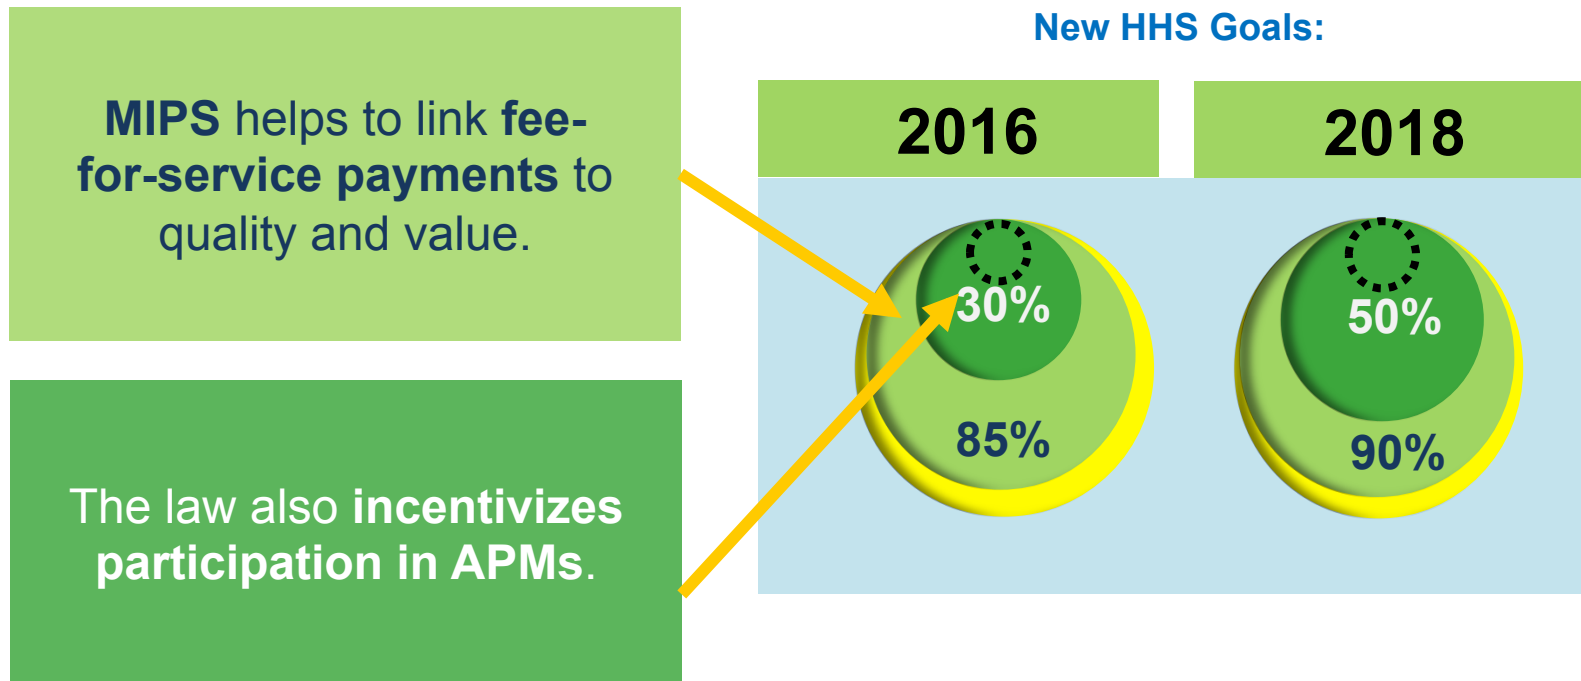 New HHS Goals:
MIPS helps to link fee-
for-service payments to
quality and value.
The law also incentivizes
participation in APMs.
2016
30%
85%
2018
50%
90%